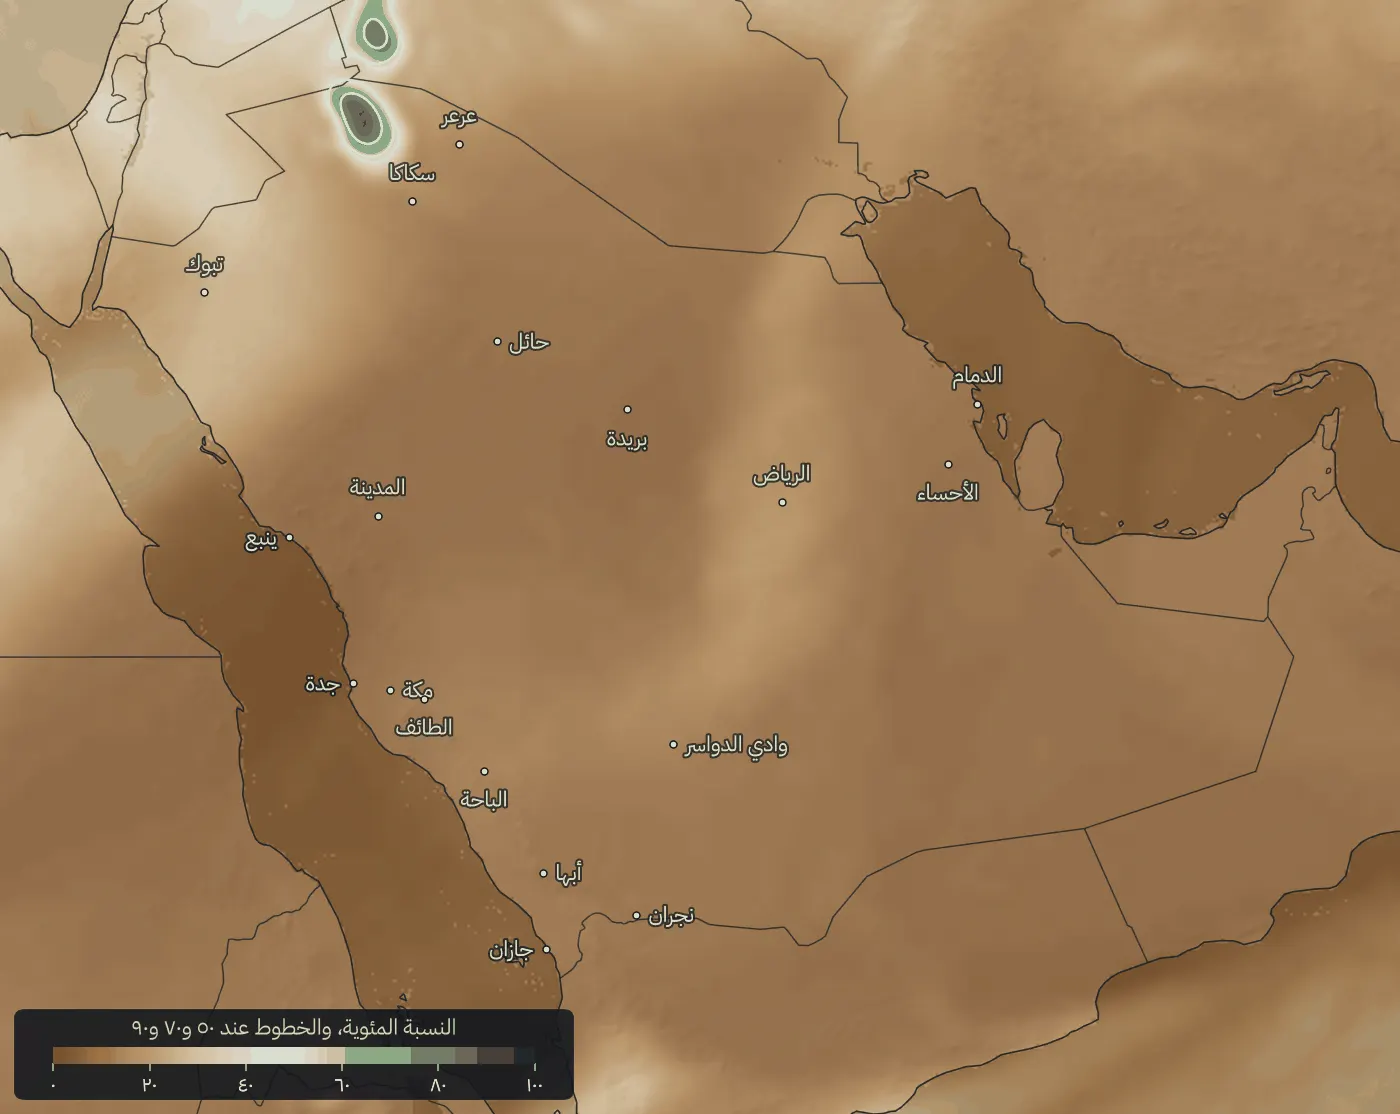 عرعر
سكاكا
تبوك
حائل
الدمام
بريدة
الرياض
المدينة
الأحساء
ينبع
جدة
مكة
الطائف
وادي الدواسر
الباحة
أبها
نجران
جازان
النسبة المئوية، والخطوط عند ٥٠ و٧٠ و٩٠
٠ ٢٠ ٤٠ ٦٠ ٨٠ ١٠٠